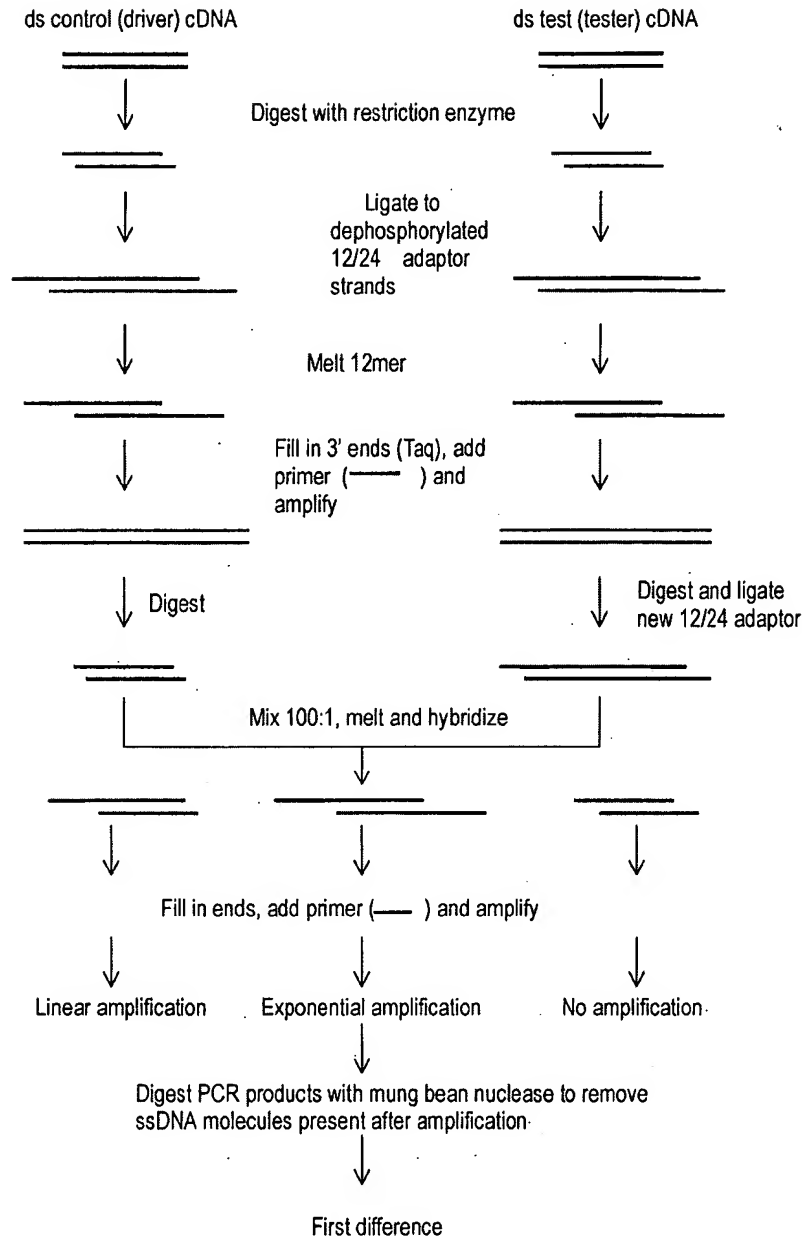 ds control (driver) cDNA
ds test (tester) cDNA
Digest with restriction enzyme
Ligate to
dephosphorylated
12/24 adaptor
strands
Melt 12mer
Fill in 3' ends (Taq), add
primer ( ) and
amplify
Digest
Digest and ligate
new 12/24 adaptor
Mix 100:1, melt and hybridize
Fill in ends, add primer ( ) and amplify
Linear amplification
Exponential amplification
No amplification
Digest PCR products with mung bean nuclease to remove
ssDNA molecules present after amplification
First difference